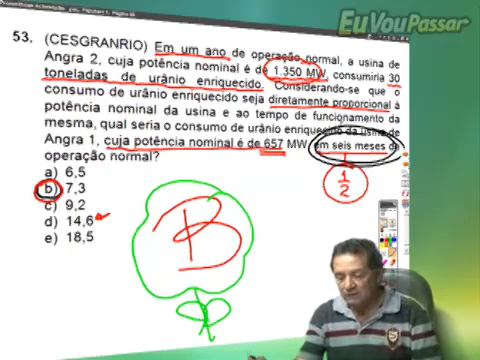 EuVouPassar
53. (CESGRANRIO) Em um ano de operação normal, a usina de
Angra 2, cuja potência nominal é de 1.350 MW, consumiria 30
toneladas de urânio enriquecido. Considerando-se que o
consumo de urânio enriquecido seja diretamente proporcional à
potência nominal da usina e ao tempo de funcionamento da
mesma, qual seria o consumo de urânio enriquecido da usina de
Angra 1, cuja potência nominal é de 657 MW, em seis meses de
operação normal?
1/2
a) 6,5
b) 7,3
c) 9,2
d) 14,6
e) 18,5
B